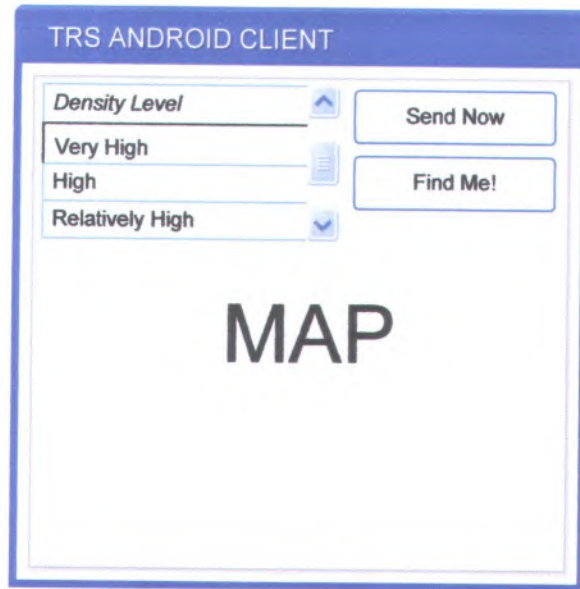 TRS ANDROID CLIENT
Density Level
Very High
High
Relatively High
Send Now
Find Me!
MAP